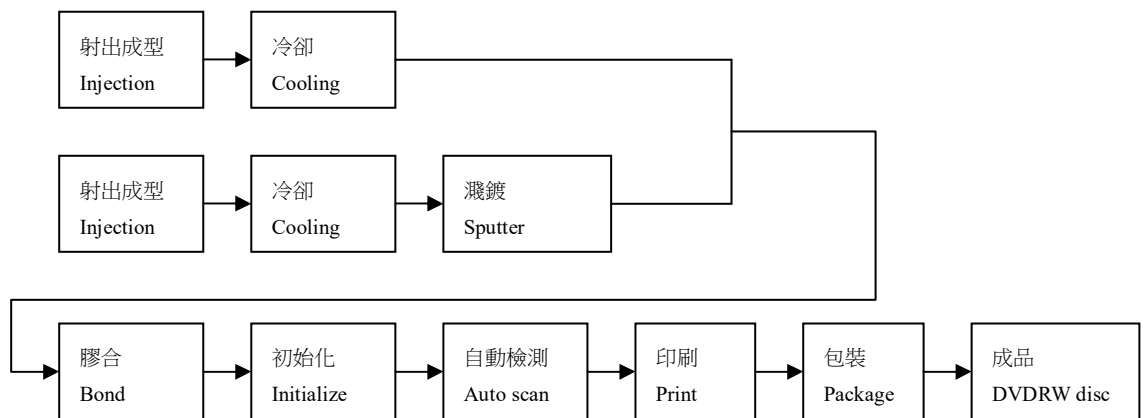 射出成型
Injection
冷卻
Cooling
射出成型
Injection
冷卻
Cooling
濺鍍
Sputter
膠合
Bond
初始化
Initialize
自動檢測
Auto scan
印刷
Print
包裝
Package
成品
DVDRW disc